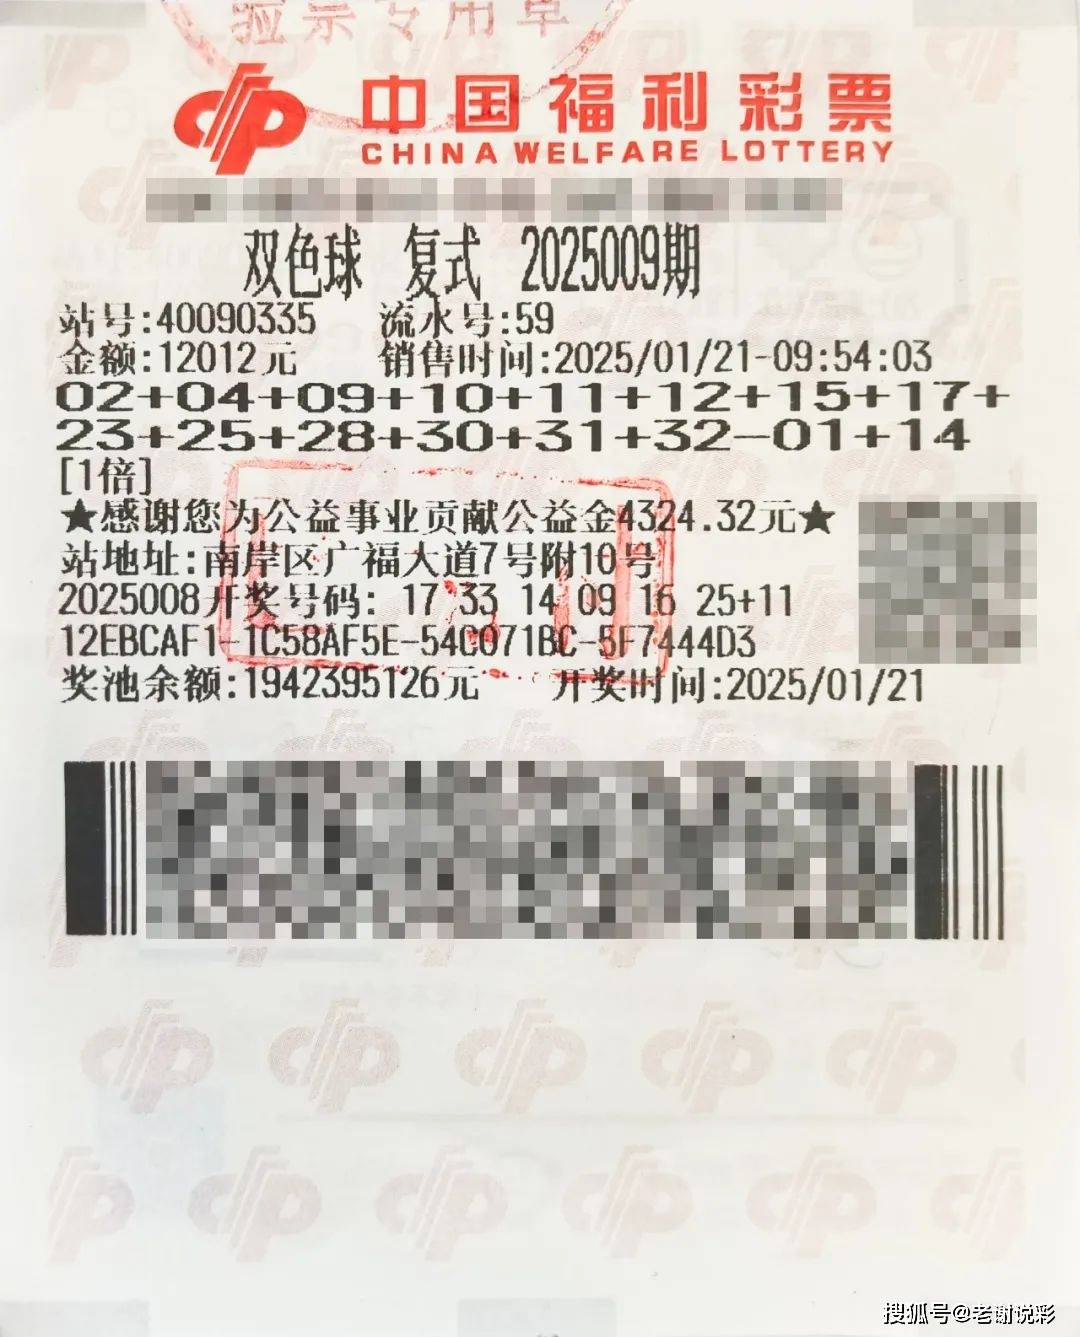 验票专用章
中国福利彩票
CHINA WELFARE LOTTERY
双色球 复式 2025009期
站号:40090335 流水号:59
金额:12012元 销售时间:2025/01/21-09:54:03
02+04+09+10+11+12+15+17+
23+25+28+30+31+32-01+14
[1倍]
★感谢您为公益事业贡献公益金4324.32元★
站地址:南岸区广福大道7号附10号
2025008开奖号码: 17 33 14 09 16 25+11
12EBCAF1-1C58AF5E-54C071BC-5F7444D3
奖池余额:1942395126元 开奖时间:2025/01/21
搜狐号@老谢说彩